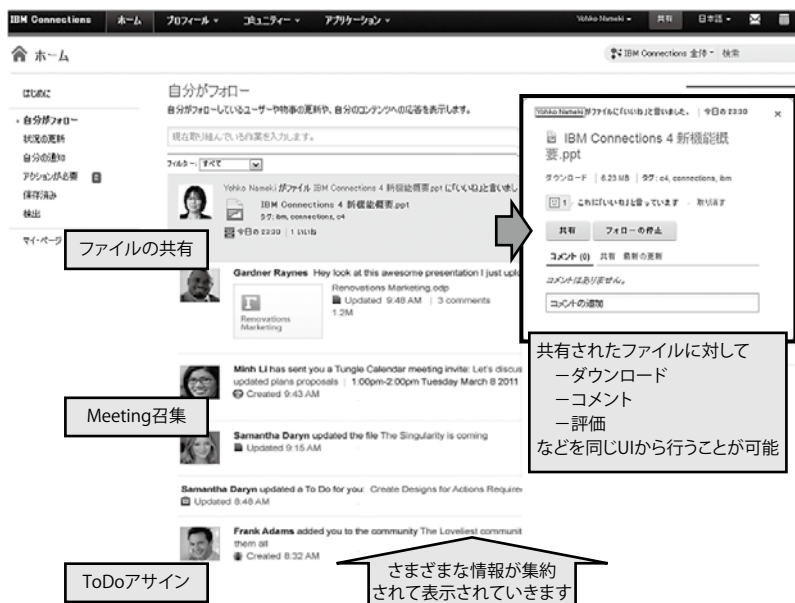 IBM Connections ホーム プロフィール コミュニティー アプリケーション Yohko Nameki 共有 日本語
ホーム
IBM Connections 全体 検索
はじめに
自分がフォロー
状況の更新
自分の通知
アクションが必要
保存済み
検出
マイ・ページ
自分がフォロー
自分がフォローしているユーザーや物事の更新や、自分のコンテンツへの応答を表示します。
現在取り組んでいる作業を入力します。
フィルター: すべて
Yohko Nameki がファイル IBM Connections 4 新機能概要.ppt に「いいね」と言いまし
IBM Connections 4 新機能概要.ppt
タグ: ibm, connections, c4
今日の 23:30 | 1 いいね
ファイルの共有
Gardner Raynes Hey look at this awesome presentation I just uplo
Renovations Marketing.odp
Updated 9:48 AM | 3 comments
1.2M
Renovations
Marketing
Minh Li has sent you a Tungle Calendar meeting invite: Let's discus
updated plans proposals | 1:00pm-2:00pm Tuesday March 8 2011
Created 9:43 AM
Meeting召集
Samantha Daryn updated the file The Singularity is coming
Updated 9:15 AM
Samantha Daryn updated a To Do for you: Create Designs for Actions Require
Updated 8:48 AM
Frank Adams added you to the community The Loveliest communit
them all
Created 8:32 AM
ToDoアサイン
さまざまな情報が集約
されて表示されていきます
Yohko Nameki がファイルに「いいね」と言いました。 | 今日の 23:30 ×
IBM Connections 4 新機能概
要.ppt
ダウンロード | 6.23 MB | タグ: c4, connections, ibm
1 これに「いいね」と言っています 取り消す
共有 フォローの停止
コメント (0) 共有 最新の更新
コメントはありません。
コメントの追加
共有されたファイルに対して
－ダウンロード
－コメント
－評価
などを同じUIから行うことが可能